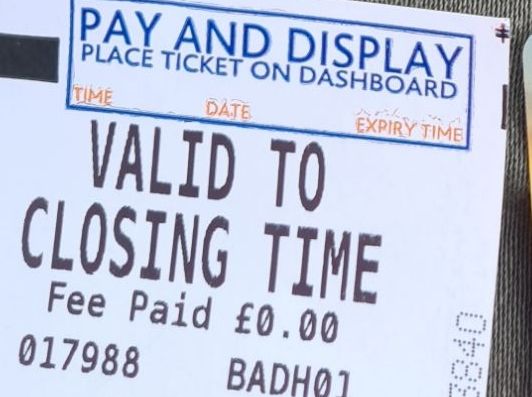 PAY AND DISPLAY
PLACE TICKET ON DASHBOARD
TIME DATE EXPIRY TIME
VALID TO
CLOSING TIME
Fee Paid £0.00
017988 BADH01